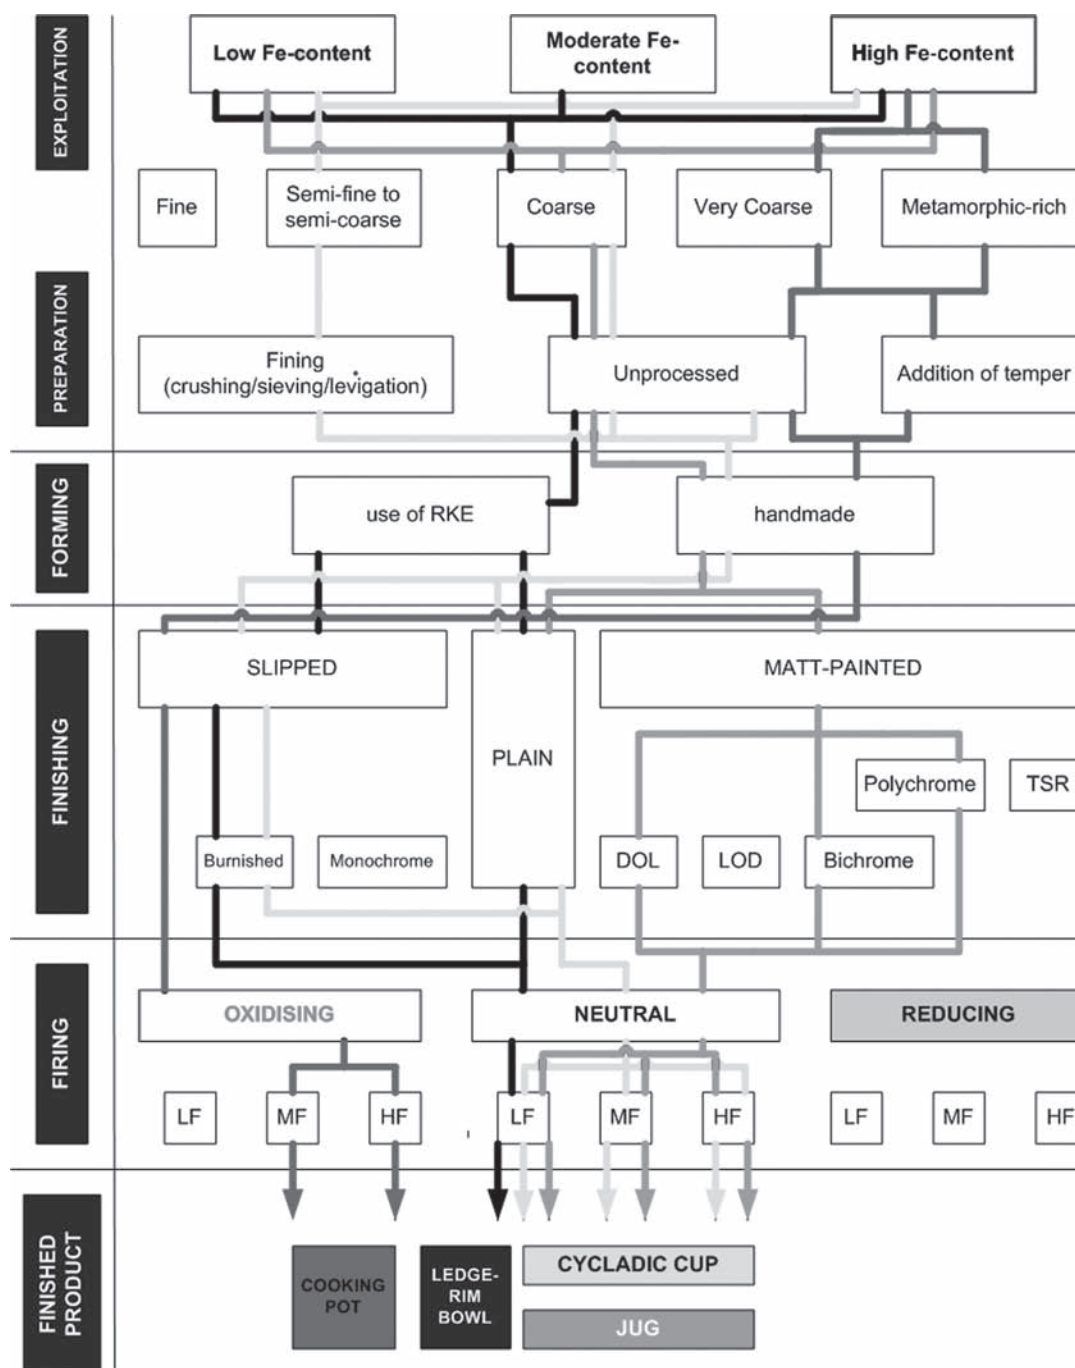 EXPLOITATION
Low Fe-content
Moderate Fe-
content
High Fe-content
Fine
Semi-fine to
semi-coarse
Coarse
Very Coarse
Metamorphic-rich
PREPARATION
Fining
(crushing/sieving/levigation)
Unprocessed
Addition of temper
FORMING
use of RKE
handmade
FINISHING
SLIPPED
PLAIN
MATT-PAINTED
Polychrome
TSR
Burnished
Monochrome
DOL
LOD
Bichrome
FIRING
OXIDISING
NEUTRAL
REDUCING
LF
MF
HF
LF
MF
HF
LF
MF
HF
FINISHED
PRODUCT
COOKING
POT
LEDGE-
RIM
BOWL
CYCLADIC CUP
JUG